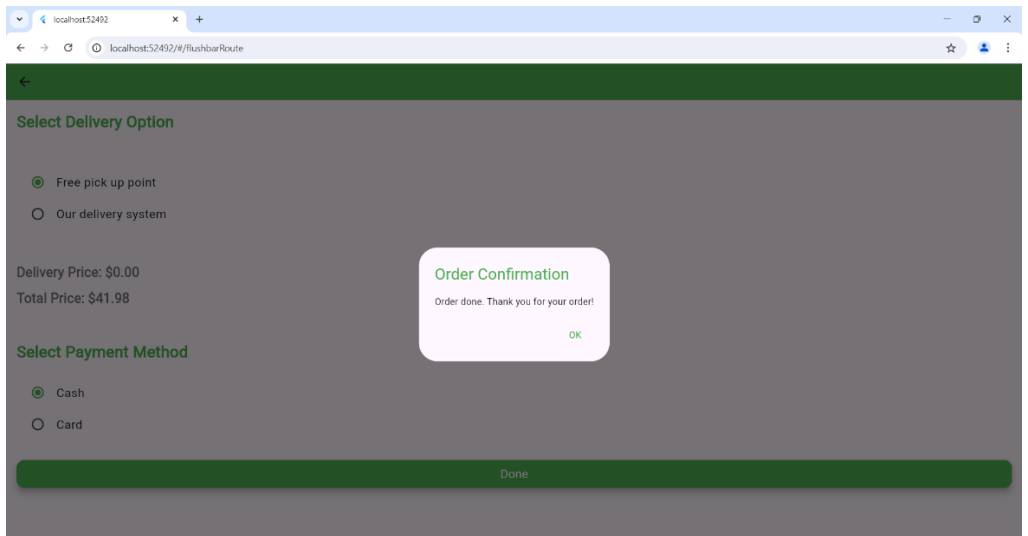 localhost:52492
localhost:52492/#/flushbarRoute
Select Delivery Option
Free pick up point
Our delivery system
Delivery Price: $0.00
Total Price: $41.98
Order Confirmation
Order done. Thank you for your order!
OK
Select Payment Method
Cash
Card
Done